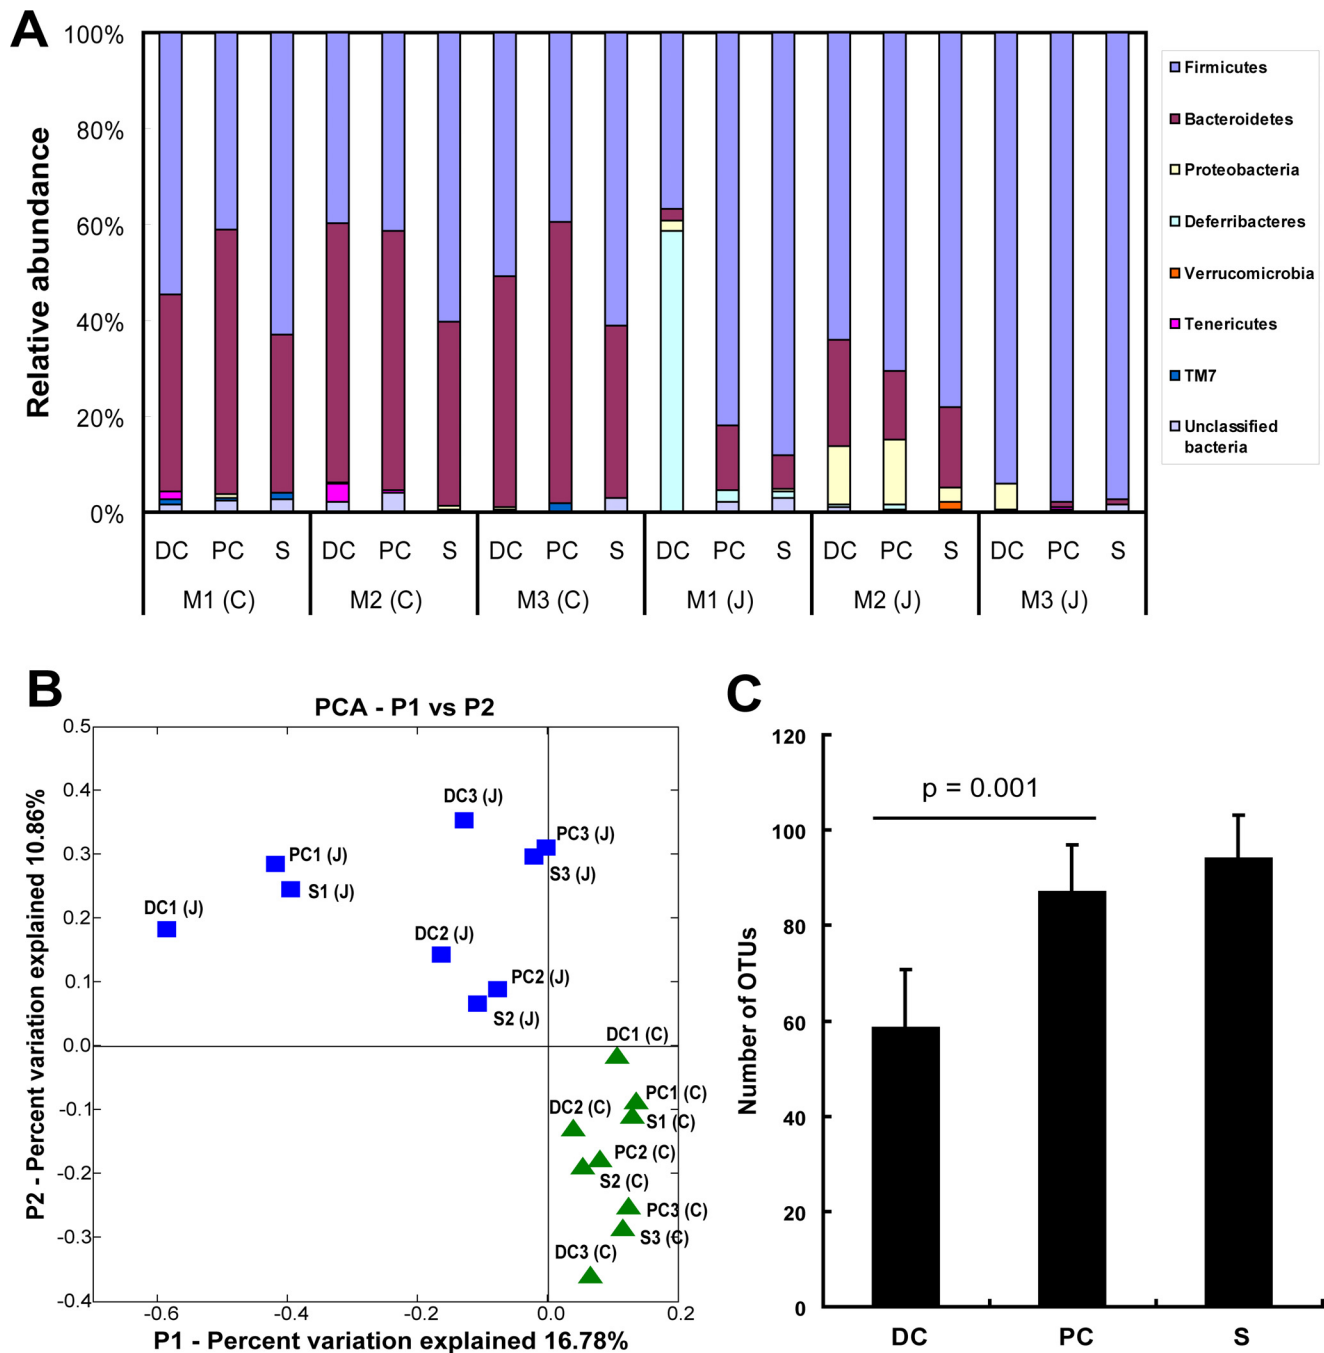 A
100%
80%
60%
40%
20%
0%
Relative abundance
DC PC S DC PC S DC PC S DC PC S DC PC S DC PC S
M1 (C) M2 (C) M3 (C) M1 (J) M2 (J) M3 (J)
Firmicutes
Bacteroidetes
Proteobacteria
Deferribacteres
Verrucomicrobia
Tenericutes
TM7
Unclassified
bacteria
B
PCA - P1 vs P2
0.5
0.4
0.3
0.2
0.1
0.0
-0.1
-0.2
-0.3
-0.4
P2 - Percent variation explained 10.86%
DC3 (J)
PC3 (J)
PC1 (J)
S3 (J)
S1 (J)
DC1 (J)
DC2 (J)
PC2 (J)
S2 (J)
DC1 (C)
PC1 (C)
DC2 (C)
S1 (C)
PC2 (C)
S2 (C)
PC3 (C)
S3 (C)
DC3 (C)
-0.6 -0.4 -0.2 0.0 0.2
P1 - Percent variation explained 16.78%
C
120
100
80
60
40
20
0
Number of OTUs
p = 0.001
DC PC S